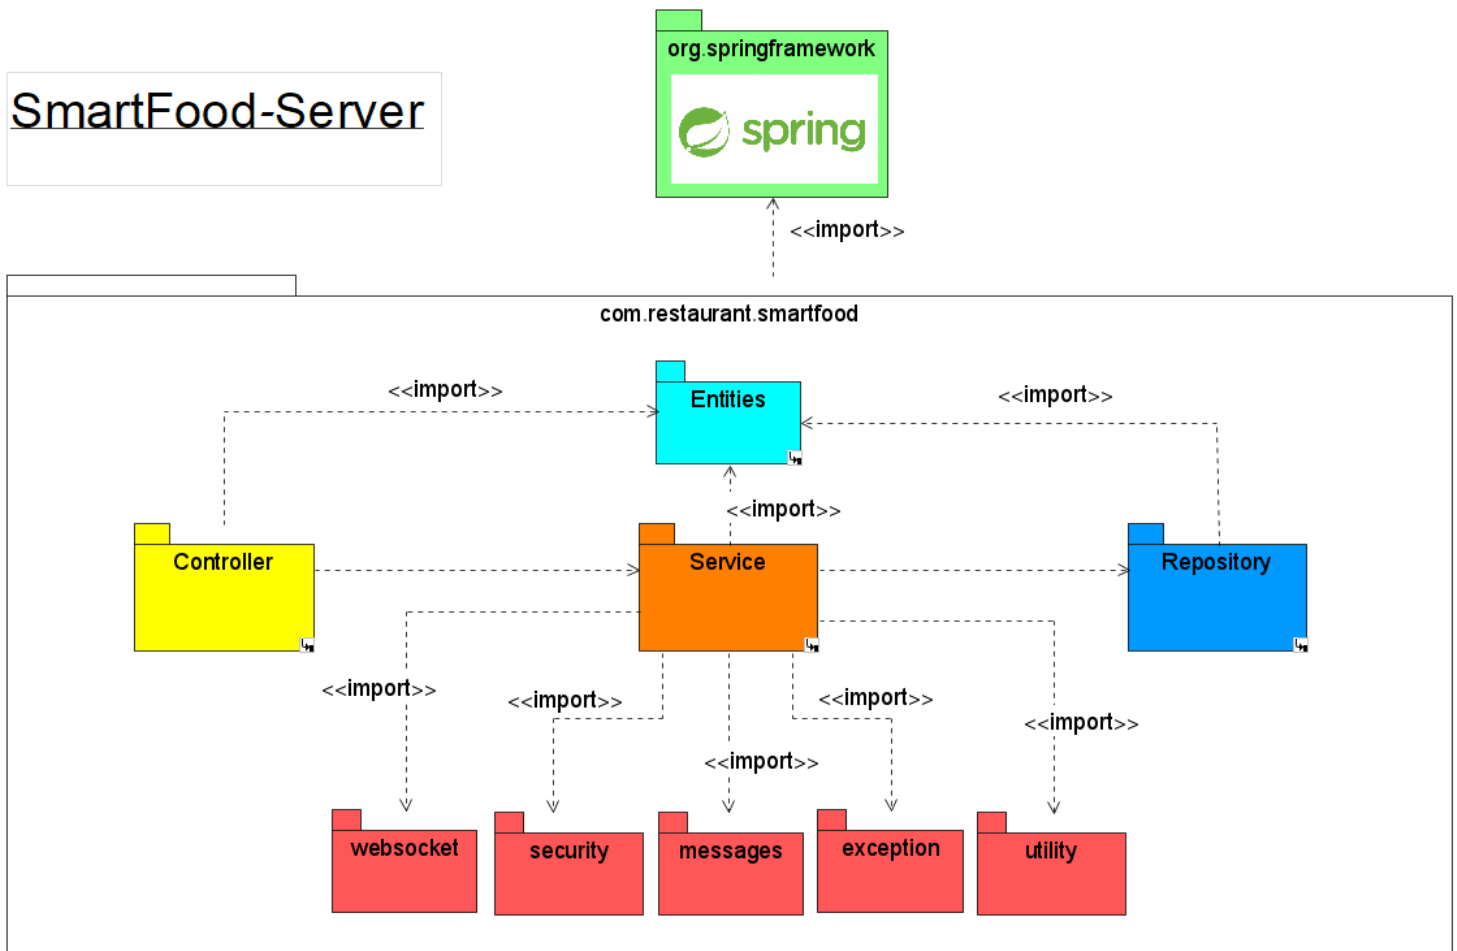 org.springframework
SmartFood-Server
spring
<<import>>
com.restaurant.smartfood
<<import>>
Entities
<<import>>
<<import>>
Controller
Service
Repository
<<import>>
<<import>>
<<import>>
<<import>>
<<import>>
websocket
security
messages
exception
utility